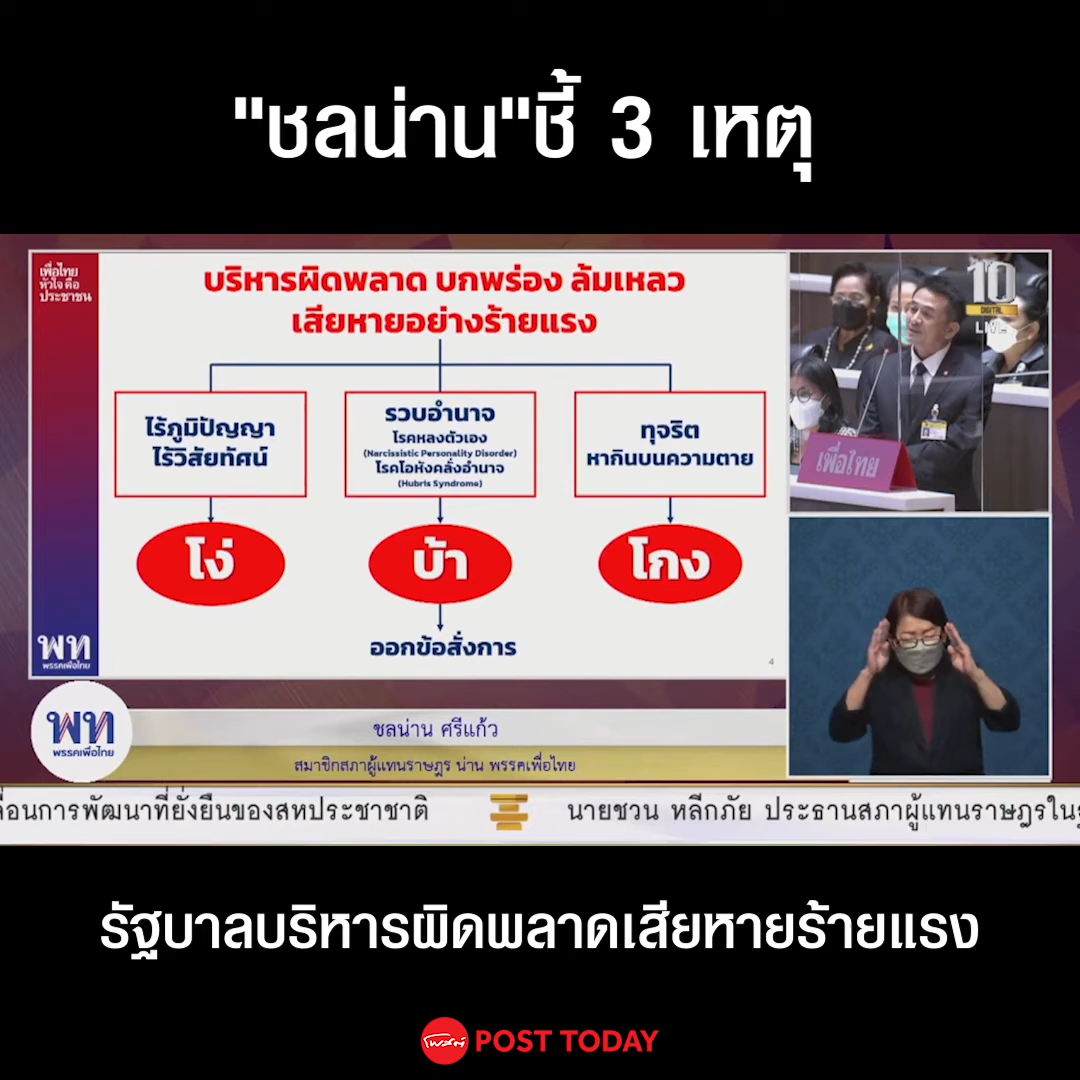 "ชลน่าน"ชี้ 3 เหตุ
เพื่อไทย
หัวใจ คือ
ประชาชน
บริหารผิดพลาด บกพร่อง ล้มเหลว
เสียหายอย่างร้ายแรง
ไร้ภูมิปัญญา
ไร้วิสัยทัศน์
โง่
รวบอำนาจ
โรคหลงตัวเอง
(Narcissistic Personality Disorder)
โรคโอหังคลั่งอำนาจ
(Hubris Syndrome)
บ้า
ออกข้อสั่งการ
ทุจริต
หากินบนความตาย
โกง
4
พท
พรรคเพื่อไทย
10
DIGITAL
LIVE
เพื่อไทย
พท
พรรคเพื่อไทย
ชลน่าน ศรีแก้ว
สมาชิกสภาผู้แทนราษฎร น่าน พรรคเพื่อไทย
ื่อนการพัฒนาที่ยั่งยืนของสหประชาชาติ นายชวน หลีกภัย ประธานสภาผู้แทนราษฎรใน
รัฐบาลบริหารผิดพลาดเสียหายร้ายแรง
โพสต์ POST TODAY